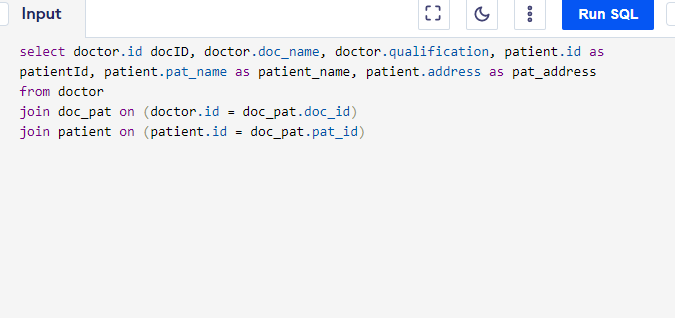 Input
Run SQL
select doctor.id docID, doctor.doc_name, doctor.qualification, patient.id as
patientId, patient.pat_name as patient_name, patient.address as pat_address
from doctor
join doc_pat on (doctor.id = doc_pat.doc_id)
join patient on (patient.id = doc_pat.pat_id)